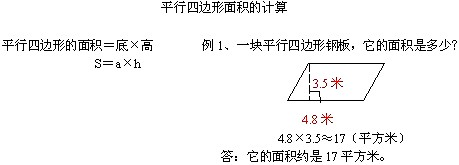 平行四边形面积的计算
平行四边形的面积＝底×高
S＝a×h
例1、一块平行四边形钢板，它的面积是多少？
3.5米
4.8米
4.8×3.5≈17（平方米）
答：它的面积约是17平方米。